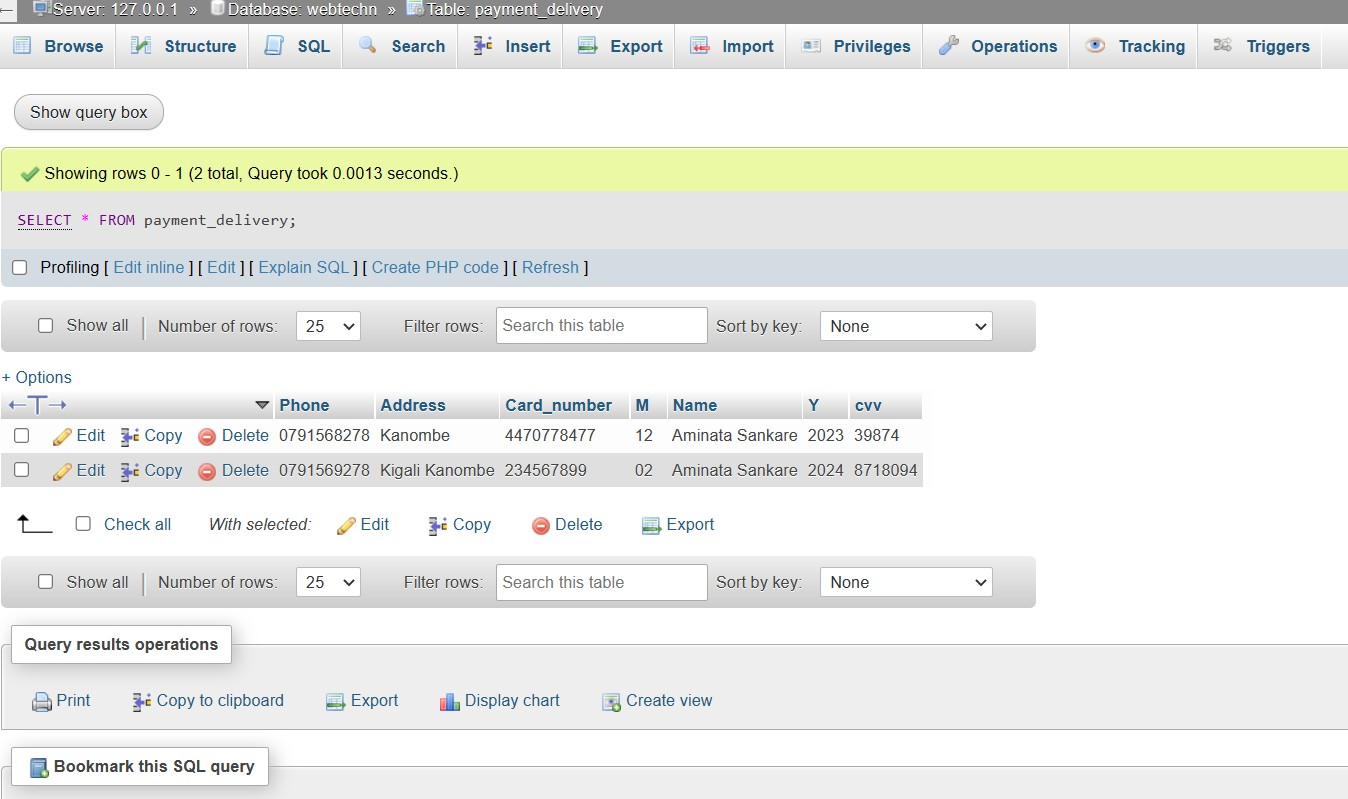 Server: 127.0.0.1 » Database: webtechn » Table: payment_delivery
Browse Structure SQL Search Insert Export Import Privileges Operations Tracking Triggers
Show query box
Showing rows 0 - 1 (2 total, Query took 0.0013 seconds.)
SELECT * FROM payment_delivery;
Profiling [ Edit inline ] [ Edit ] [ Explain SQL ] [ Create PHP code ] [ Refresh ]
Show all | Number of rows: 25 Filter rows: Search this table Sort by key: None
+ Options
←T→ Phone Address Card_number M Name Y cvv
Edit Copy Delete 0791568278 Kanombe 4470778477 12 Aminata Sankare 2023 39874
Edit Copy Delete 0791569278 Kigali Kanombe 234567899 02 Aminata Sankare 2024 8718094
Check all With selected: Edit Copy Delete Export
Show all | Number of rows: 25 Filter rows: Search this table Sort by key: None
Query results operations
Print Copy to clipboard Export Display chart Create view
Bookmark this SQL query